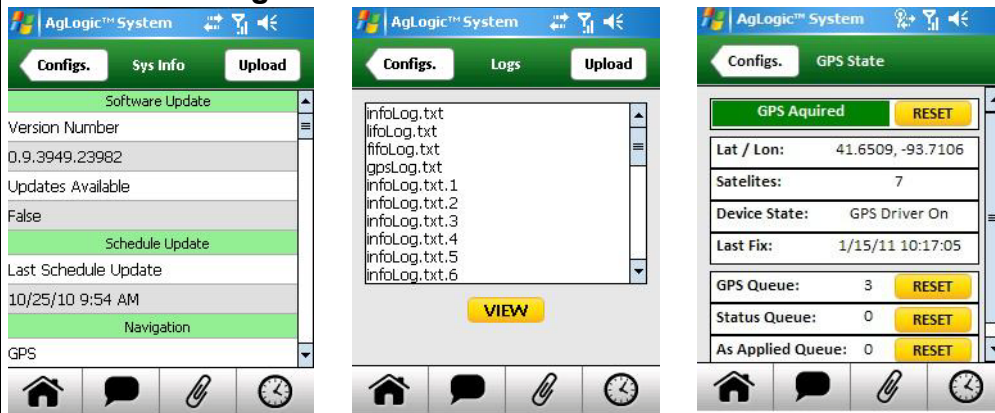 AgLogic™ System
Configs.
Sys Info
Upload
Software Update
Version Number
0.9.3949.23982
Updates Available
False
Schedule Update
Last Schedule Update
10/25/10 9:54 AM
Navigation
GPS
AgLogic™ System
Configs.
Logs
Upload
infoLog.txt
lifoLog.txt
fifoLog.txt
gpsLog.txt
infoLog.txt.1
infoLog.txt.2
infoLog.txt.3
infoLog.txt.4
infoLog.txt.5
infoLog.txt.6
VIEW
AgLogic™ System
Configs.
GPS State
GPS Aquired RESET
Lat / Lon: 41.6509, -93.7106
Satelites: 7
Device State: GPS Driver On
Last Fix: 1/15/11 10:17:05
GPS Queue: 3 RESET
Status Queue: 0 RESET
As Applied Queue: 0 RESET